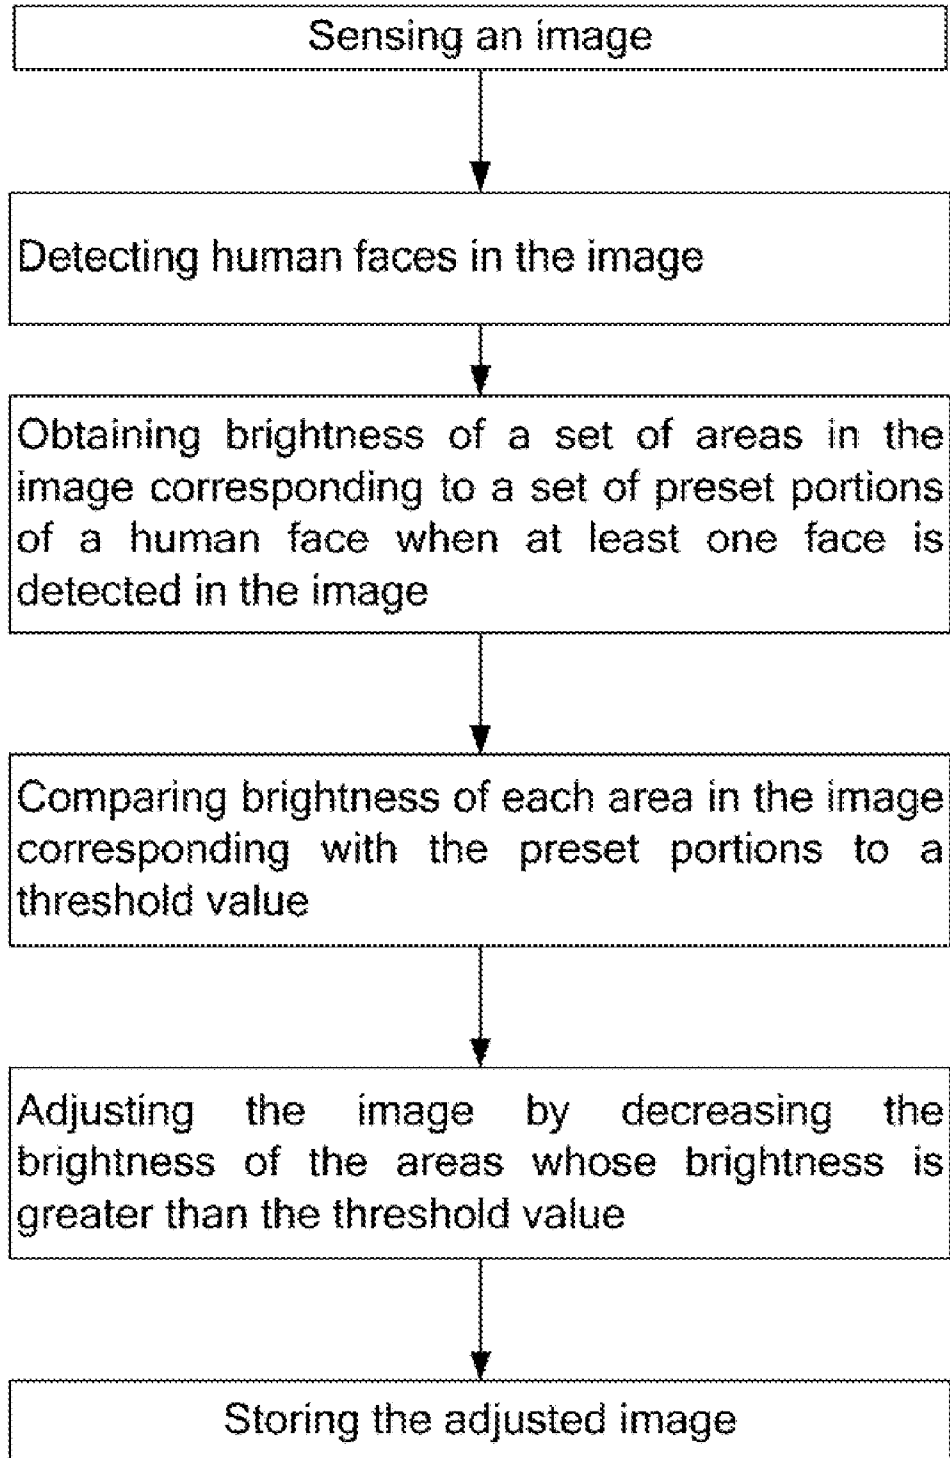 Sensing an image
Detecting human faces in the image
Obtaining brightness of a set of areas in the
image corresponding to a set of preset portions
of a human face when at least one face is
detected in the image
Comparing brightness of each area in the image
corresponding with the preset portions to a
threshold value
Adjusting the image by decreasing the
brightness of the areas whose brightness is
greater than the threshold value
Storing the adjusted image